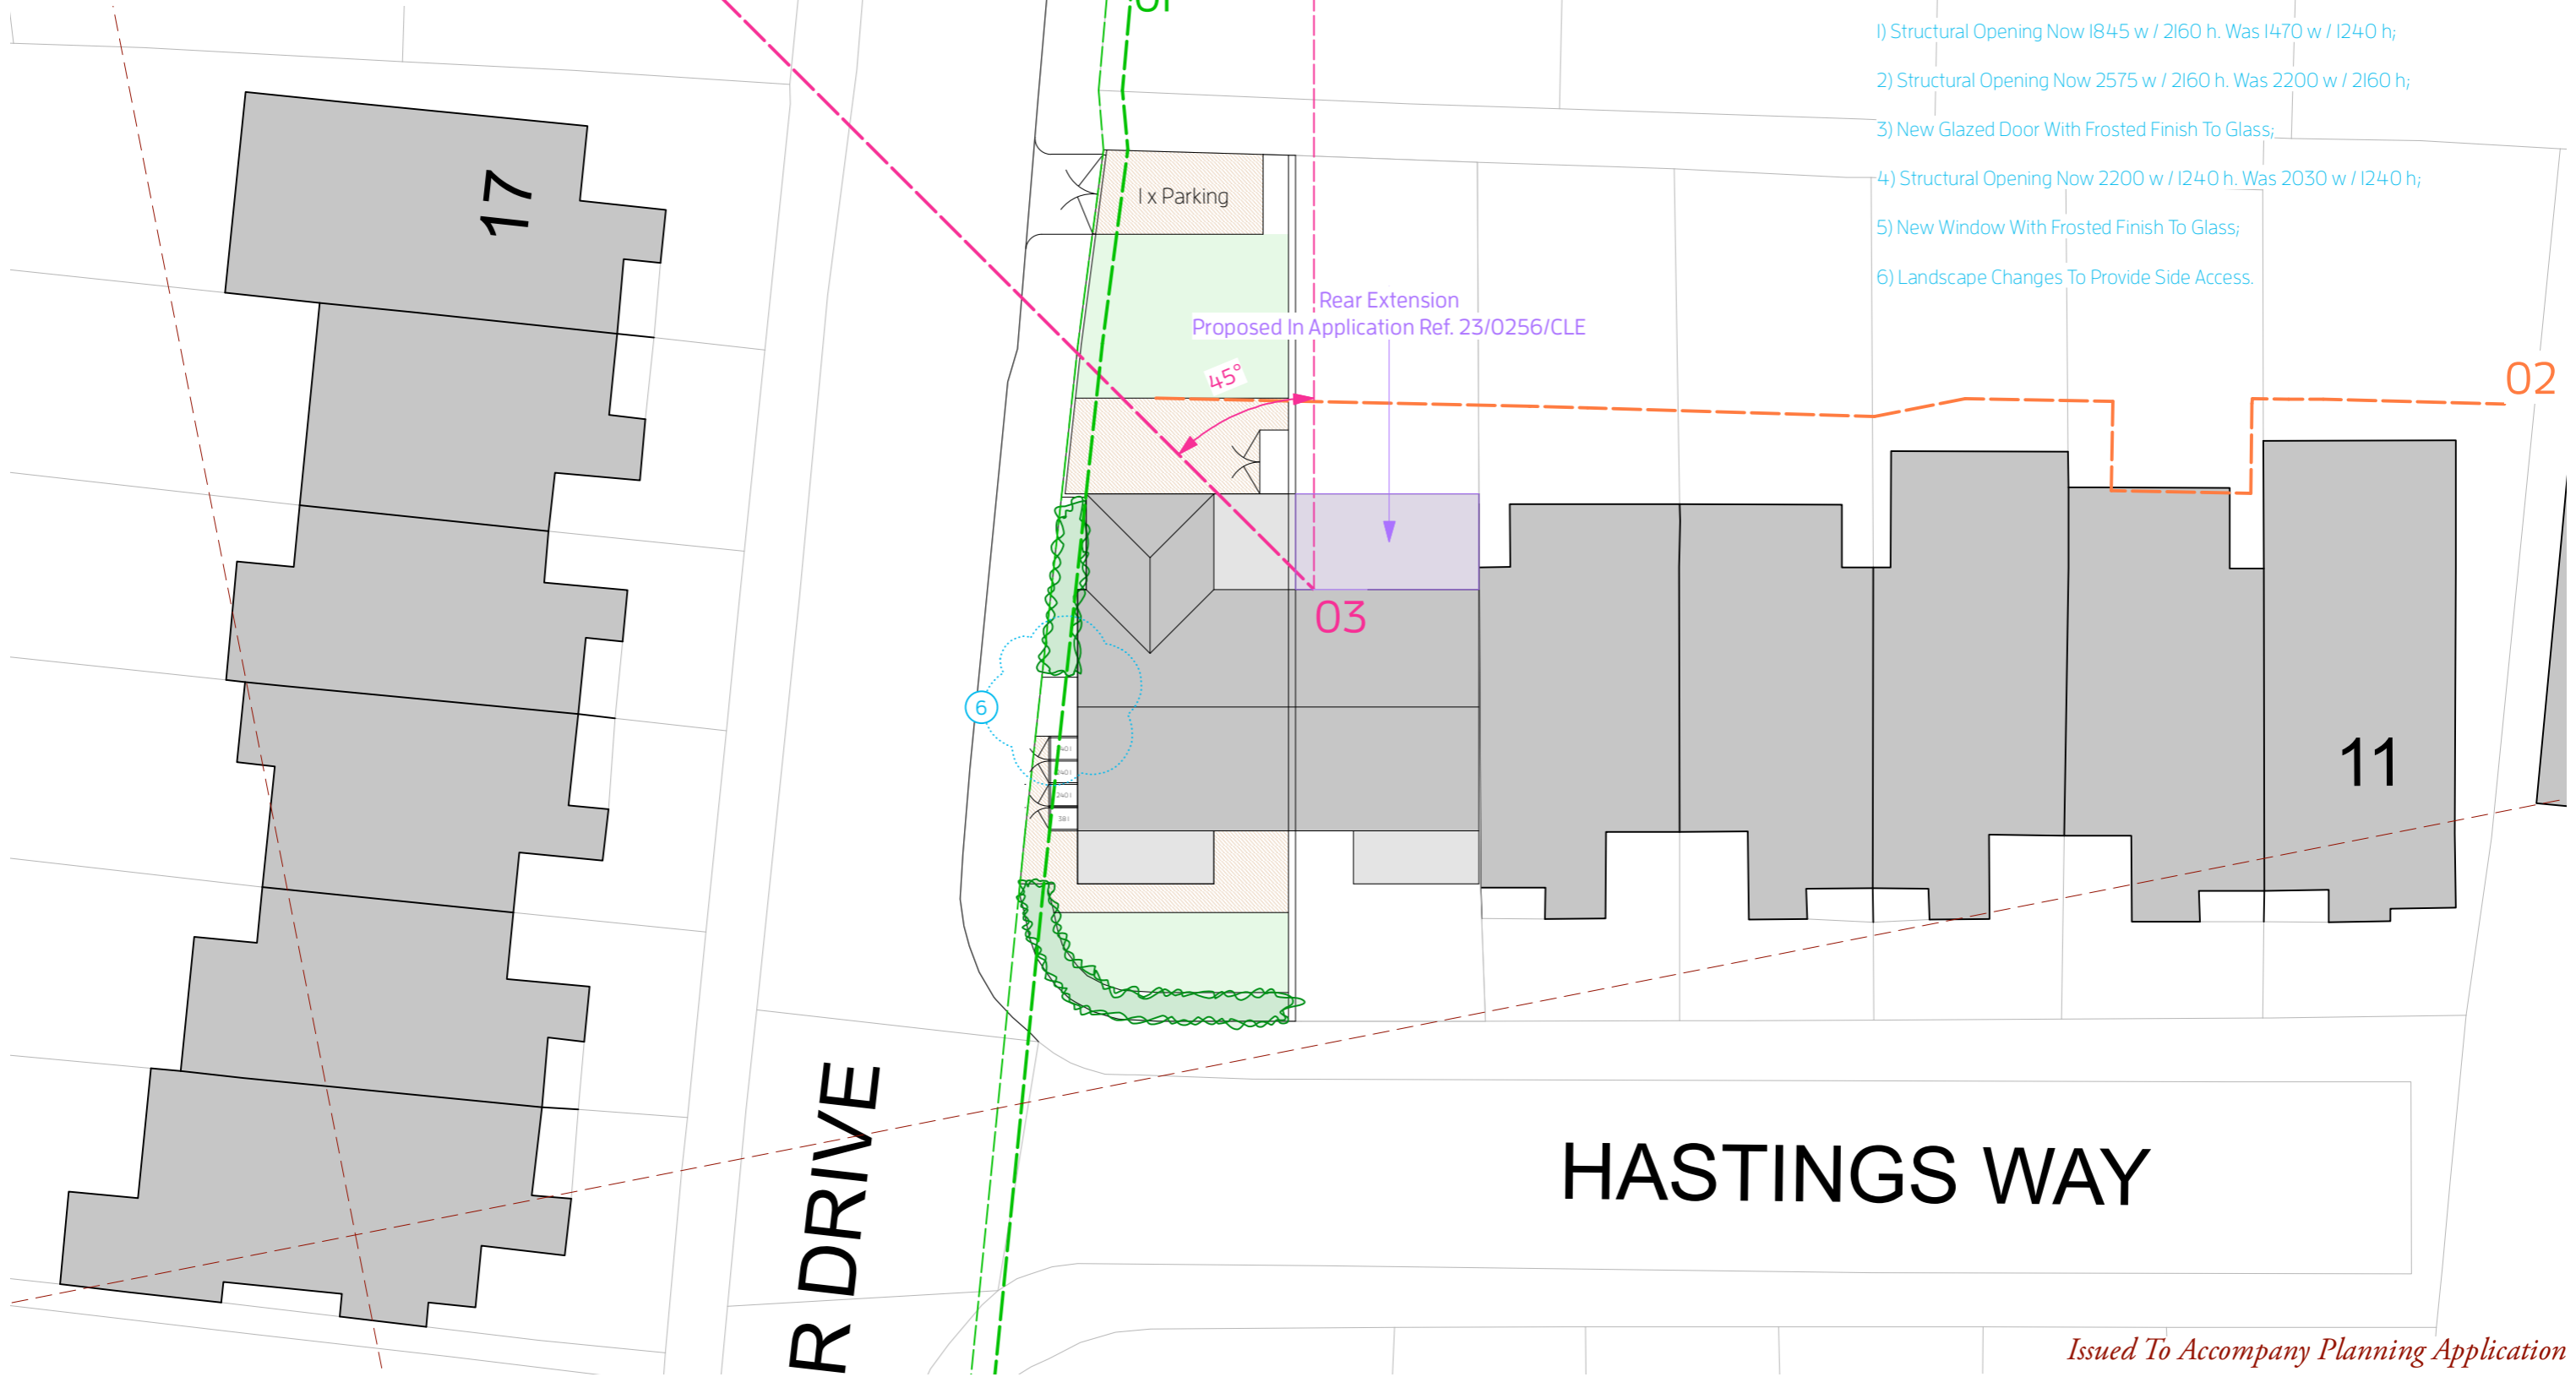 01
1) Structural Opening Now 1845 w / 2160 h. Was 1470 w / 1240 h;
2) Structural Opening Now 2575 w / 2160 h. Was 2200 w / 2160 h;
3) New Glazed Door With Frosted Finish To Glass;
4) Structural Opening Now 2200 w / 1240 h. Was 2030 w / 1240 h;
5) New Window With Frosted Finish To Glass;
6) Landscape Changes To Provide Side Access.
17
1 x Parking
Rear Extension
Proposed In Application Ref. 23/0256/CLE
45°
02
03
6
240 l
38 l
11
R DRIVE
HASTINGS WAY
Issued To Accompany Planning Application